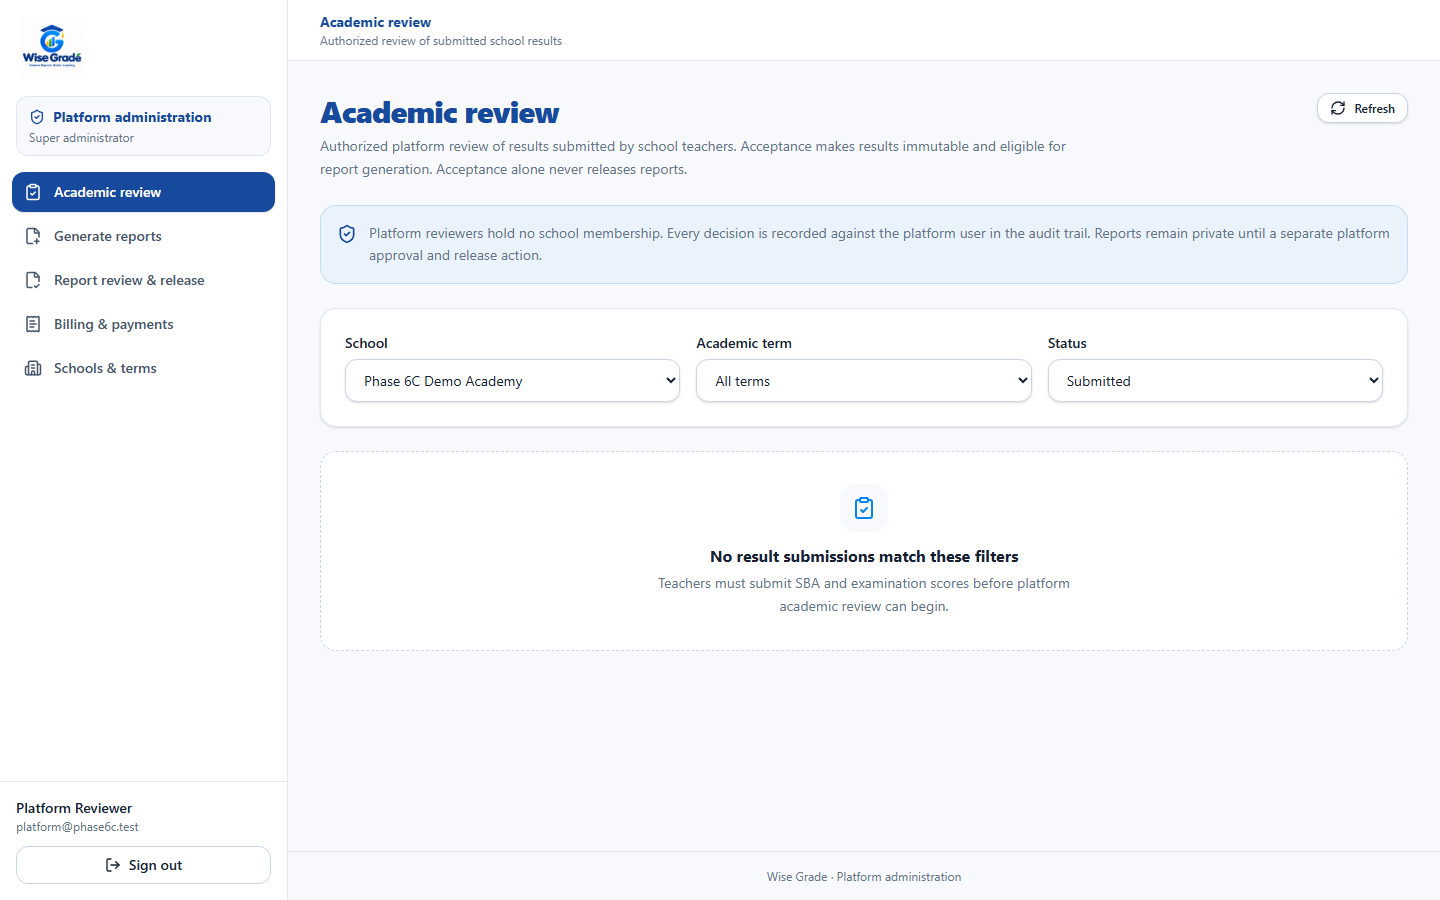 Wise Gradé
Platform administration
Super administrator
Academic review
Generate reports
Report review & release
Billing & payments
Schools & terms
Platform Reviewer
platform@phase6c.test
Sign out
Academic review
Authorized review of submitted school results
Academic review
Refresh
Authorized platform review of results submitted by school teachers. Acceptance makes results immutable and eligible for
report generation. Acceptance alone never releases reports.
Platform reviewers hold no school membership. Every decision is recorded against the platform user in the audit trail. Reports remain private until a separate platform
approval and release action.
School
Academic term
Status
Phase 6C Demo Academy
All terms
Submitted
No result submissions match these filters
Teachers must submit SBA and examination scores before platform
academic review can begin.
Wise Grade · Platform administration